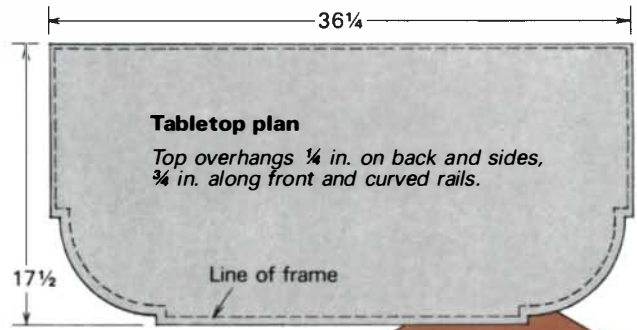 36¼
Tabletop plan
Top overhangs ¼ in. on back and sides,
¾ in. along front and curved rails.
17½
Line of frame